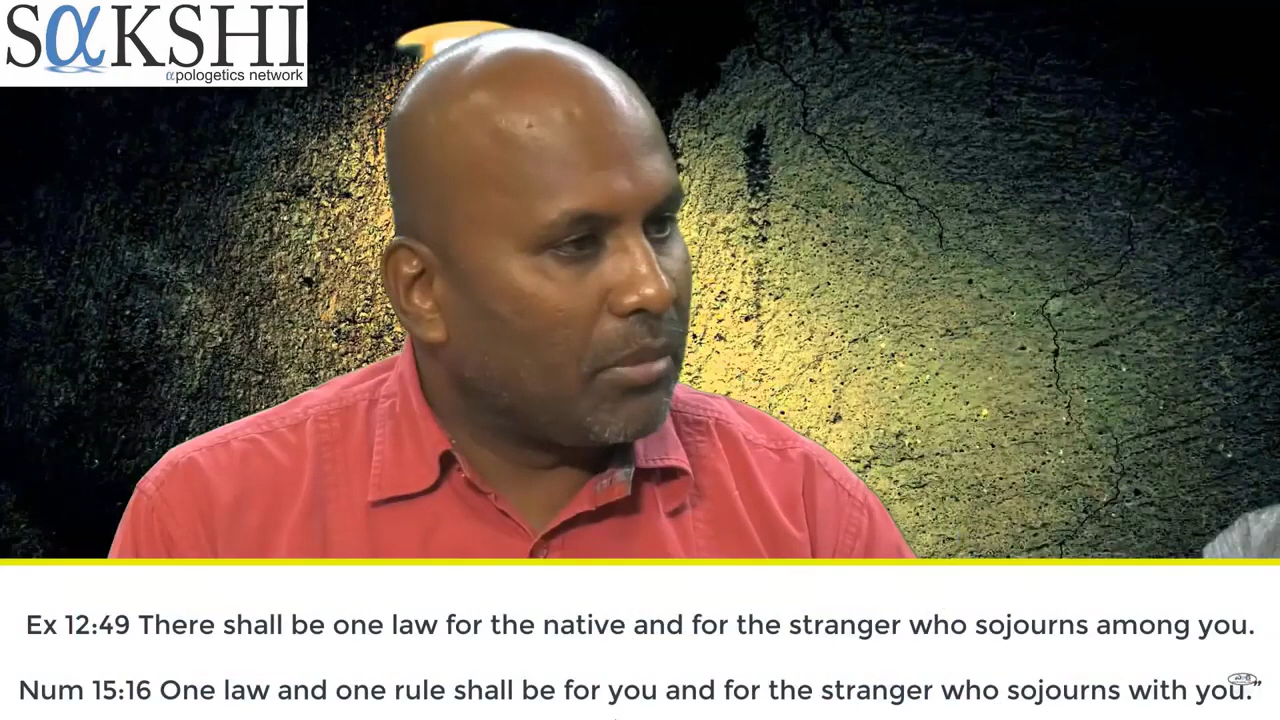 SαKSHI
αpologetics network
Ex 12:49 There shall be one law for the native and for the stranger who sojourns among you.
Num 15:16 One law and one rule shall be for you and for the stranger who sojourns with you.”